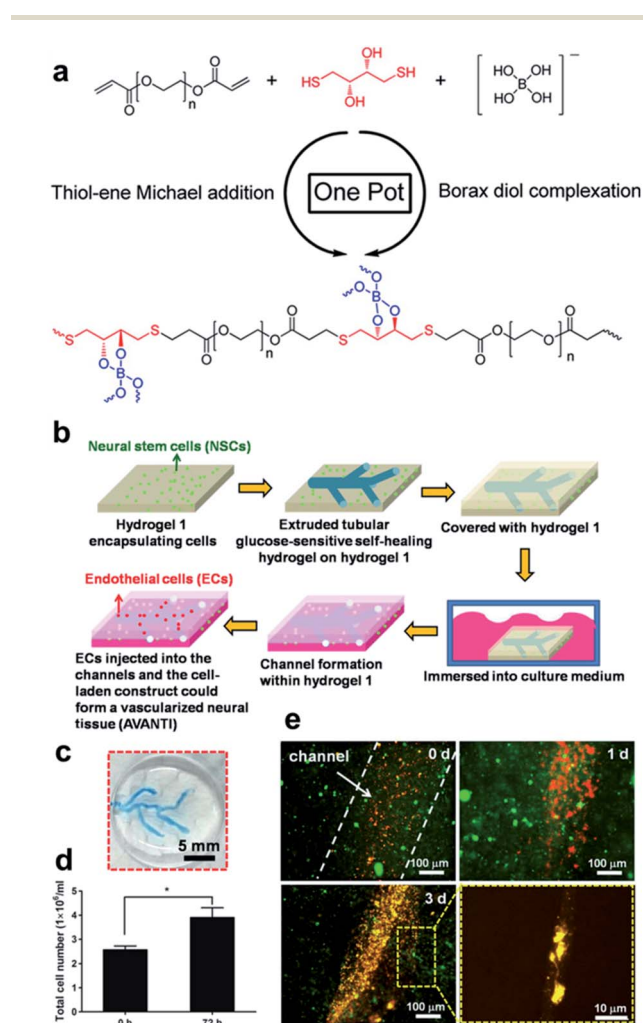 a
O
O
n
O
O
+
HS
OH
OH
SH
+
HO
OH
B
HO
OH
−
Thiol-ene Michael addition
One Pot
Borax diol complexation
O
B
O
O
S
O
O
B
O
O
S
O
O
n
O
O
S
O
S
O
O
n
O
b
Neural stem cells (NSCs)
Hydrogel 1
encapsulating cells
Extruded tubular
glucose-sensitive self-healing
hydrogel on hydrogel 1
Covered with hydrogel 1
Endothelial cells (ECs)
ECs injected into the
channels and the cell-
laden construct could
form a vascularized neural
tissue (AVANTI)
Channel formation
within hydrogel 1
Immersed into culture medium
c
5 mm
d
Total cell number (1×10⁶/ml)
5
4
3
2
1
0
*
0 h
72 h
e
channel
0 d
100 μm
1 d
100 μm
3 d
100 μm
10 μm